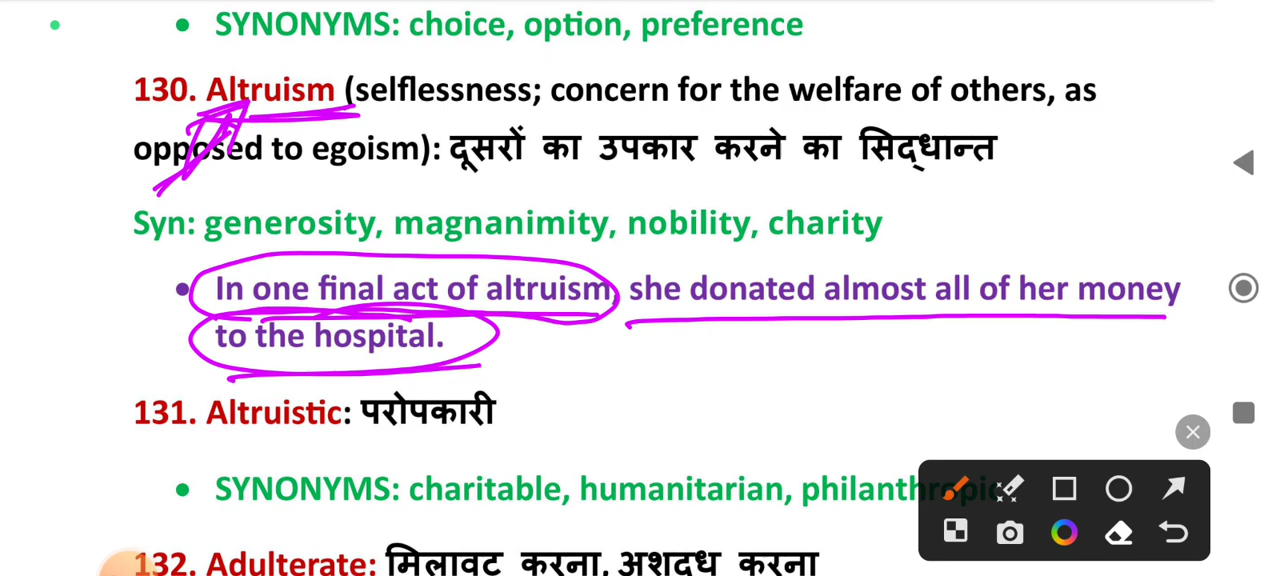 SYNONYMS: choice, option, preference
130. Altruism (selflessness; concern for the welfare of others, as
opposed to egoism): दूसरों का उपकार करने का सिद्धान्त
Syn: generosity, magnanimity, nobility, charity
In one final act of altruism, she donated almost all of her money
to the hospital.
131. Altruistic: परोपकारी
SYNONYMS: charitable, humanitarian, philanthropic
132. Adulterate: मिलावट करना, अशुद्ध करना